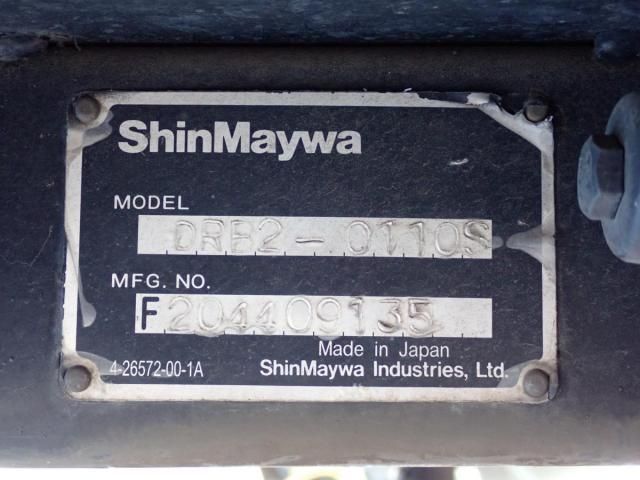 ShinMaywa
MODEL
DRB2-0110S
MFG. NO.
F204409135
Made in Japan
4-26572-00-1A
ShinMaywa Industries, Ltd.